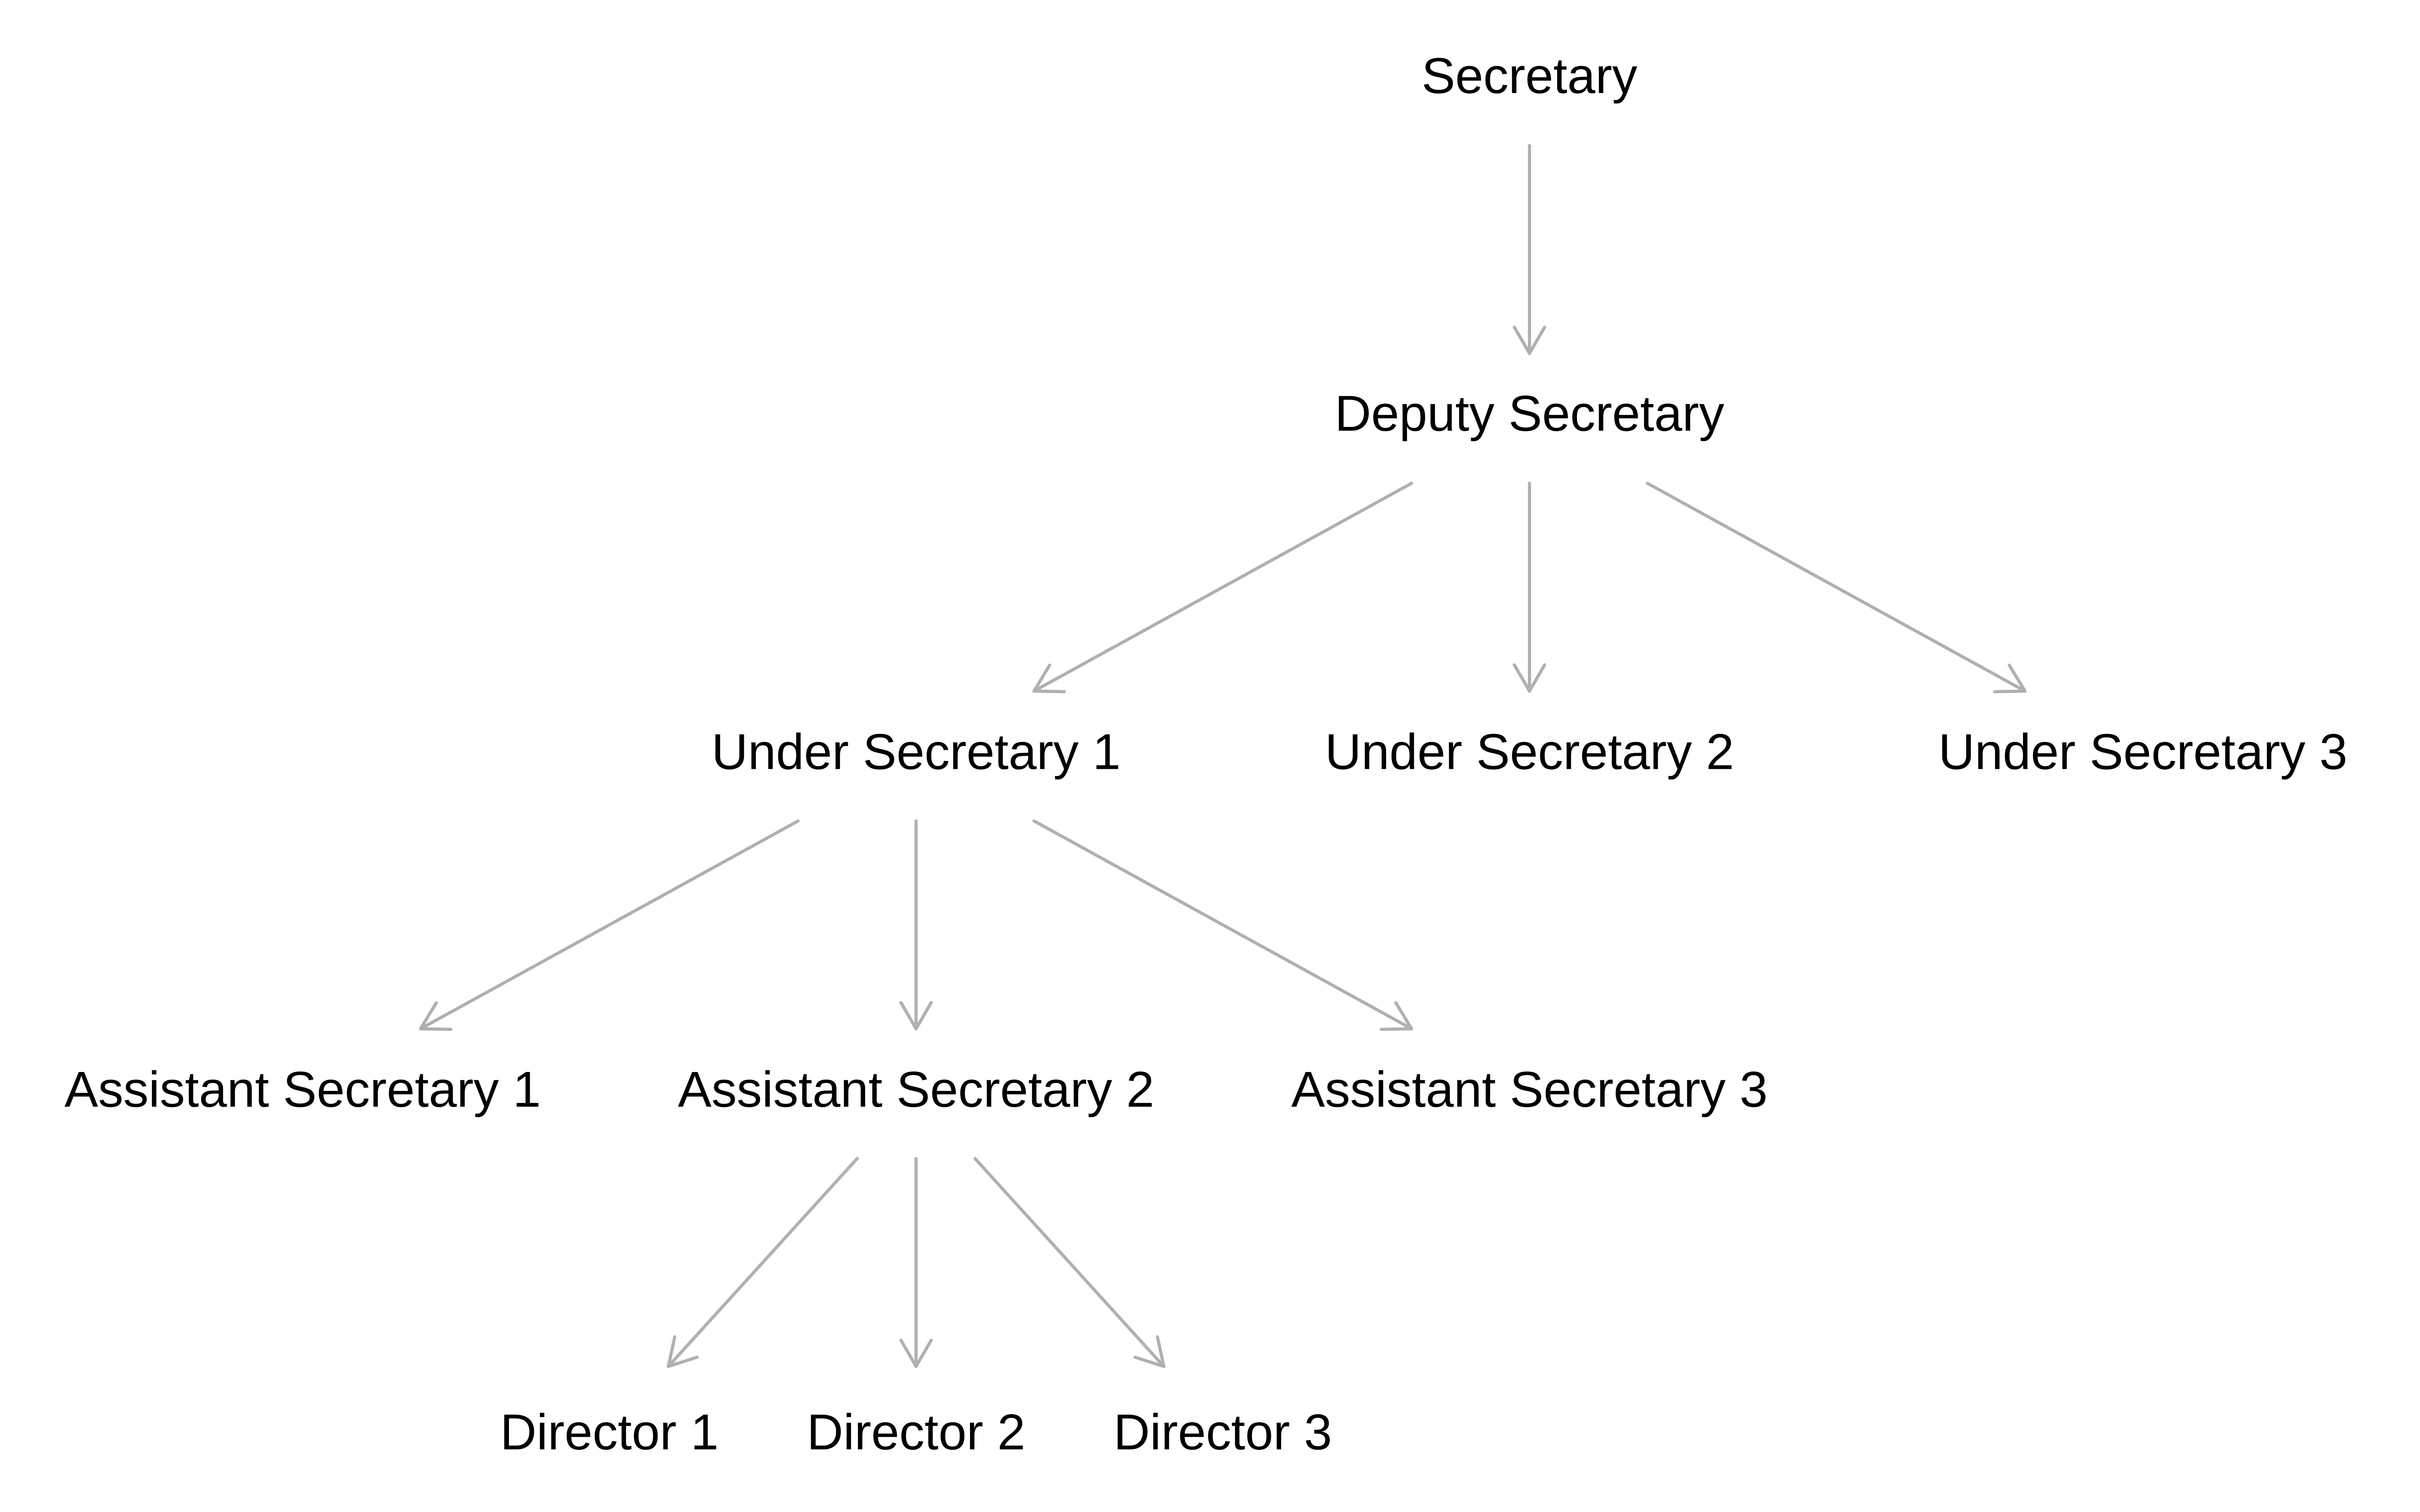 Secretary
Deputy Secretary
Under Secretary 1
Under Secretary 2
Under Secretary 3
Assistant Secretary 1
Assistant Secretary 2
Assistant Secretary 3
Director 1
Director 2
Director 3